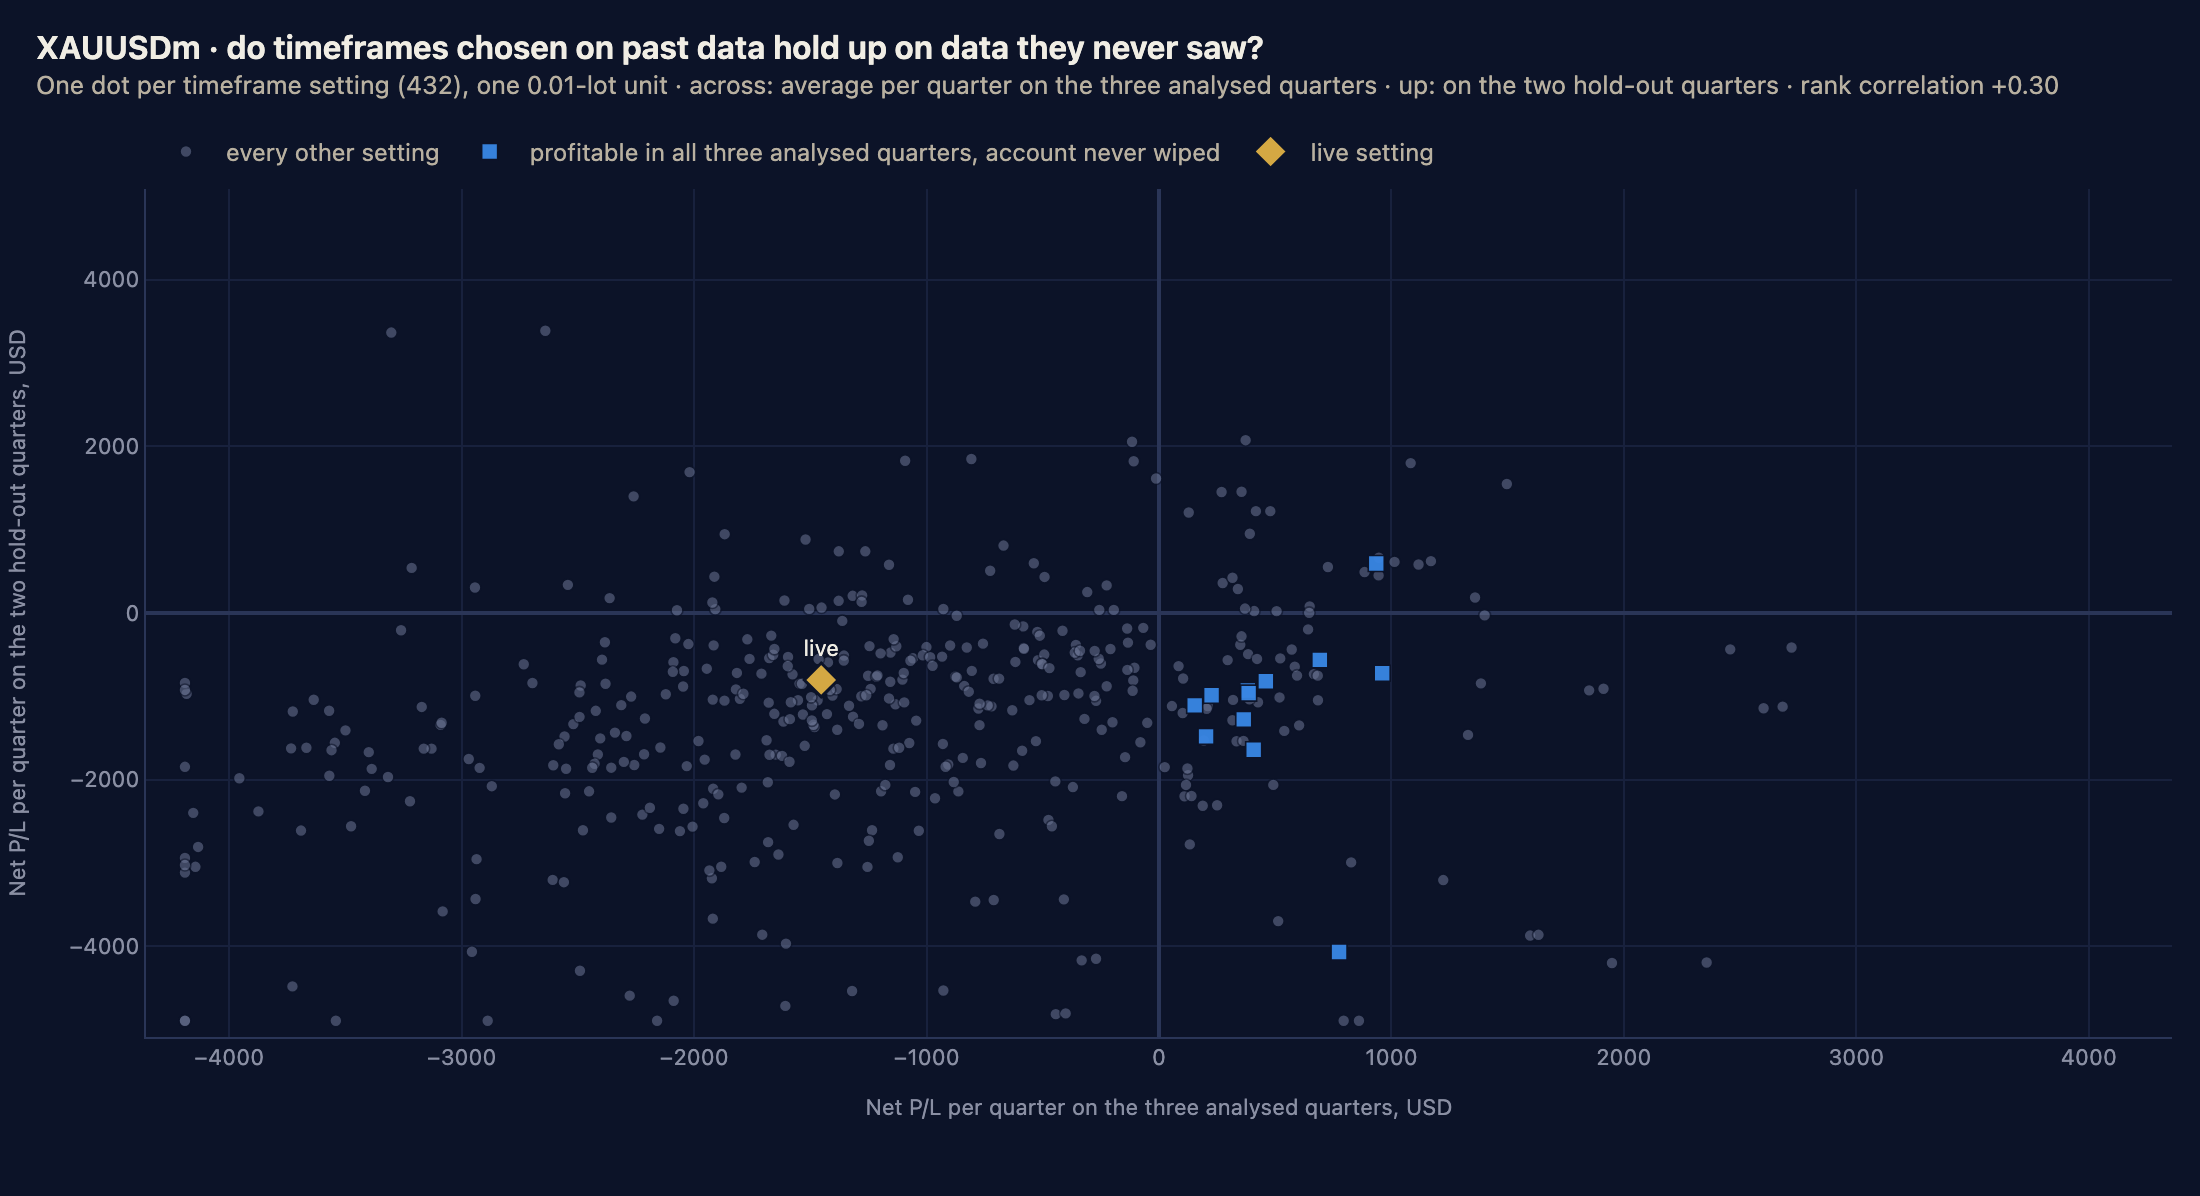 XAUUSDm · do timeframes chosen on past data hold up on data they never saw?
One dot per timeframe setting (432), one 0.01-lot unit · across: average per quarter on the three analysed quarters · up: on the two hold-out quarters · rank correlation +0.30
every other setting
profitable in all three analysed quarters, account never wiped
live setting
Net P/L per quarter on the two hold-out quarters, USD
4000
2000
0
−2000
−4000
live
−4000
−3000
−2000
−1000
0
1000
2000
3000
4000
Net P/L per quarter on the three analysed quarters, USD